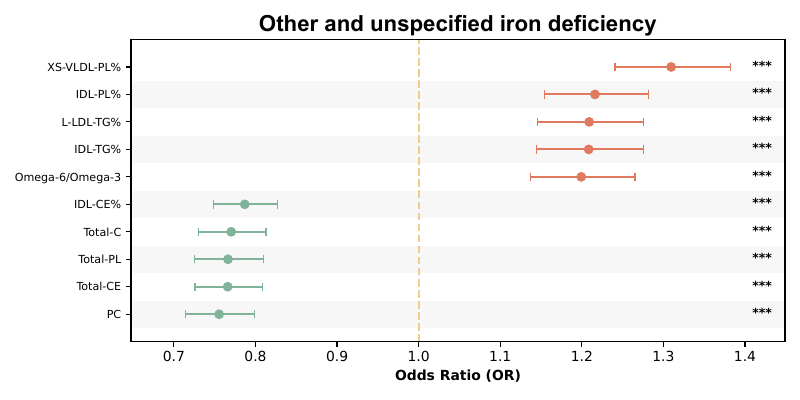 Other and unspecified iron deficiency
XS-VLDL-PL% ***
IDL-PL% ***
L-LDL-TG% ***
IDL-TG% ***
Omega-6/Omega-3 ***
IDL-CE% ***
Total-C ***
Total-PL ***
Total-CE ***
PC ***
0.7 0.8 0.9 1.0 1.1 1.2 1.3 1.4
Odds Ratio (OR)